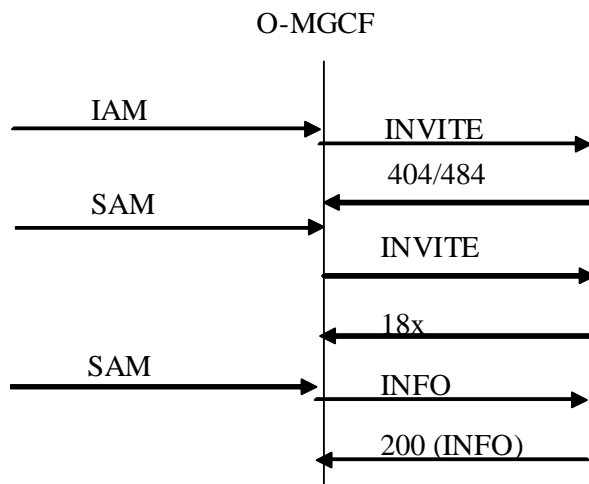 O-MGCF
IAM
INVITE
404/484
SAM
INVITE
18x
SAM
INFO
200 (INFO)